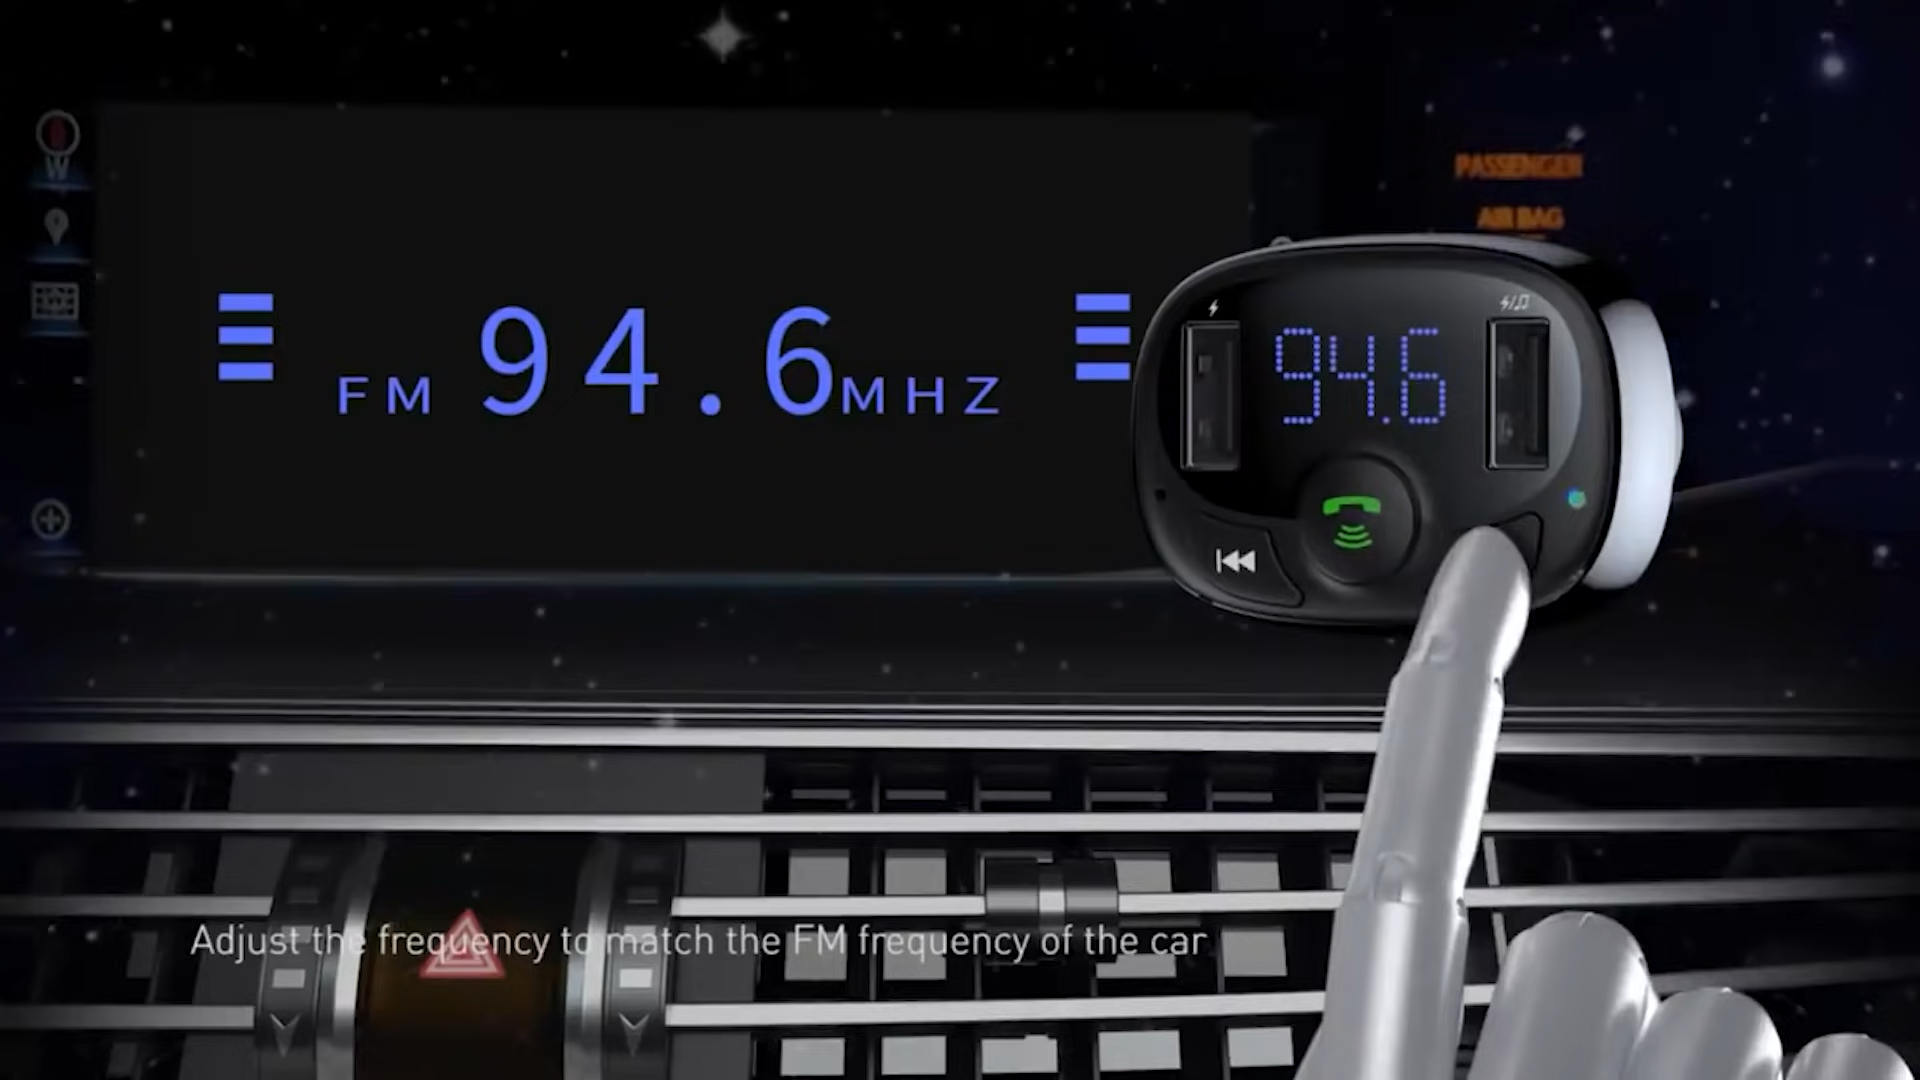 W
PASSENGER
AIR BAG
FM 94.6MHZ
94.6
Adjust the frequency to match the FM frequency of the car